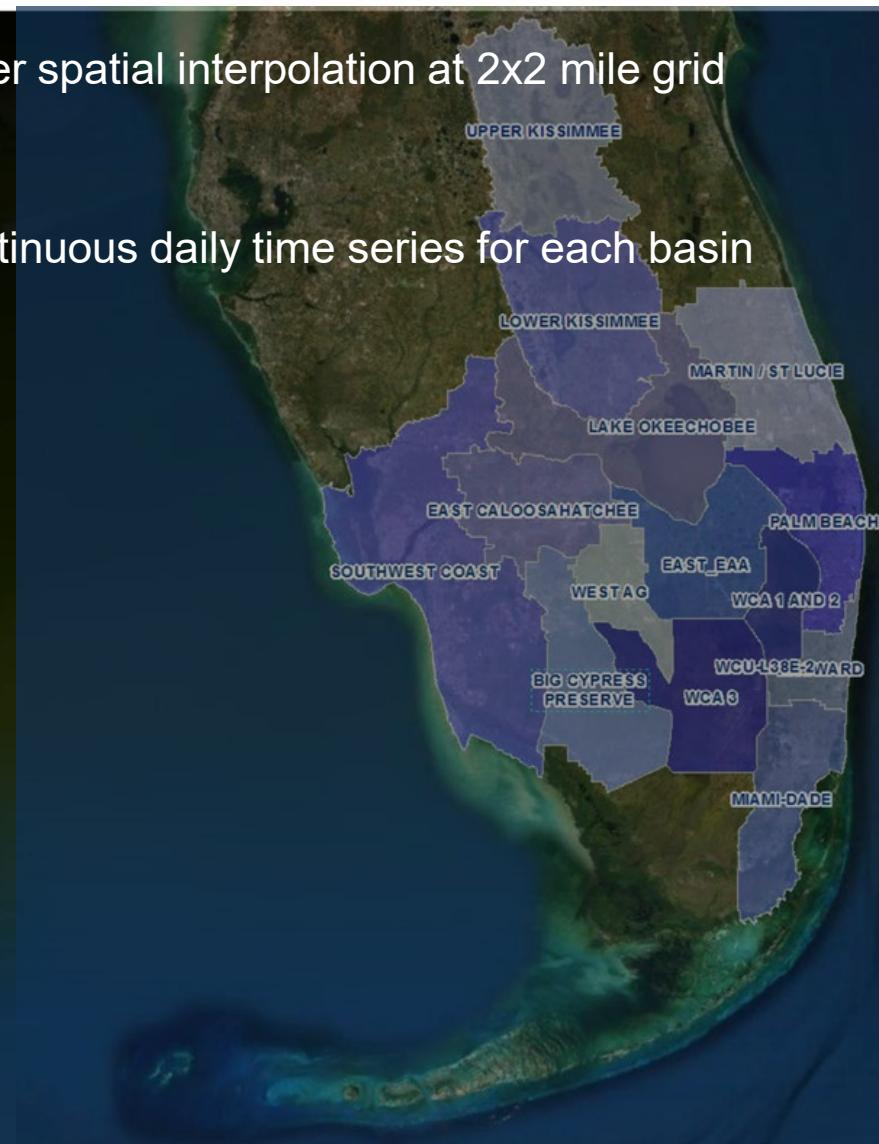 er spatial interpolation at 2x2 mile grid
UPPER KISSIMMEE
tinuous daily time series for each basin
LOWER KISSIMMEE
MARTIN / ST LUCIE
LAKE OKEECHOBEE
EAST CALOOSAHATCHEE
PALM BEACH
SOUTHWEST COAST
EAST_EAA
WEST AG
WCA 1 AND 2
WCU-L38E-2WARD
BIG CYPRESS
PRESERVE
WCA 3
MIAMI-DADE